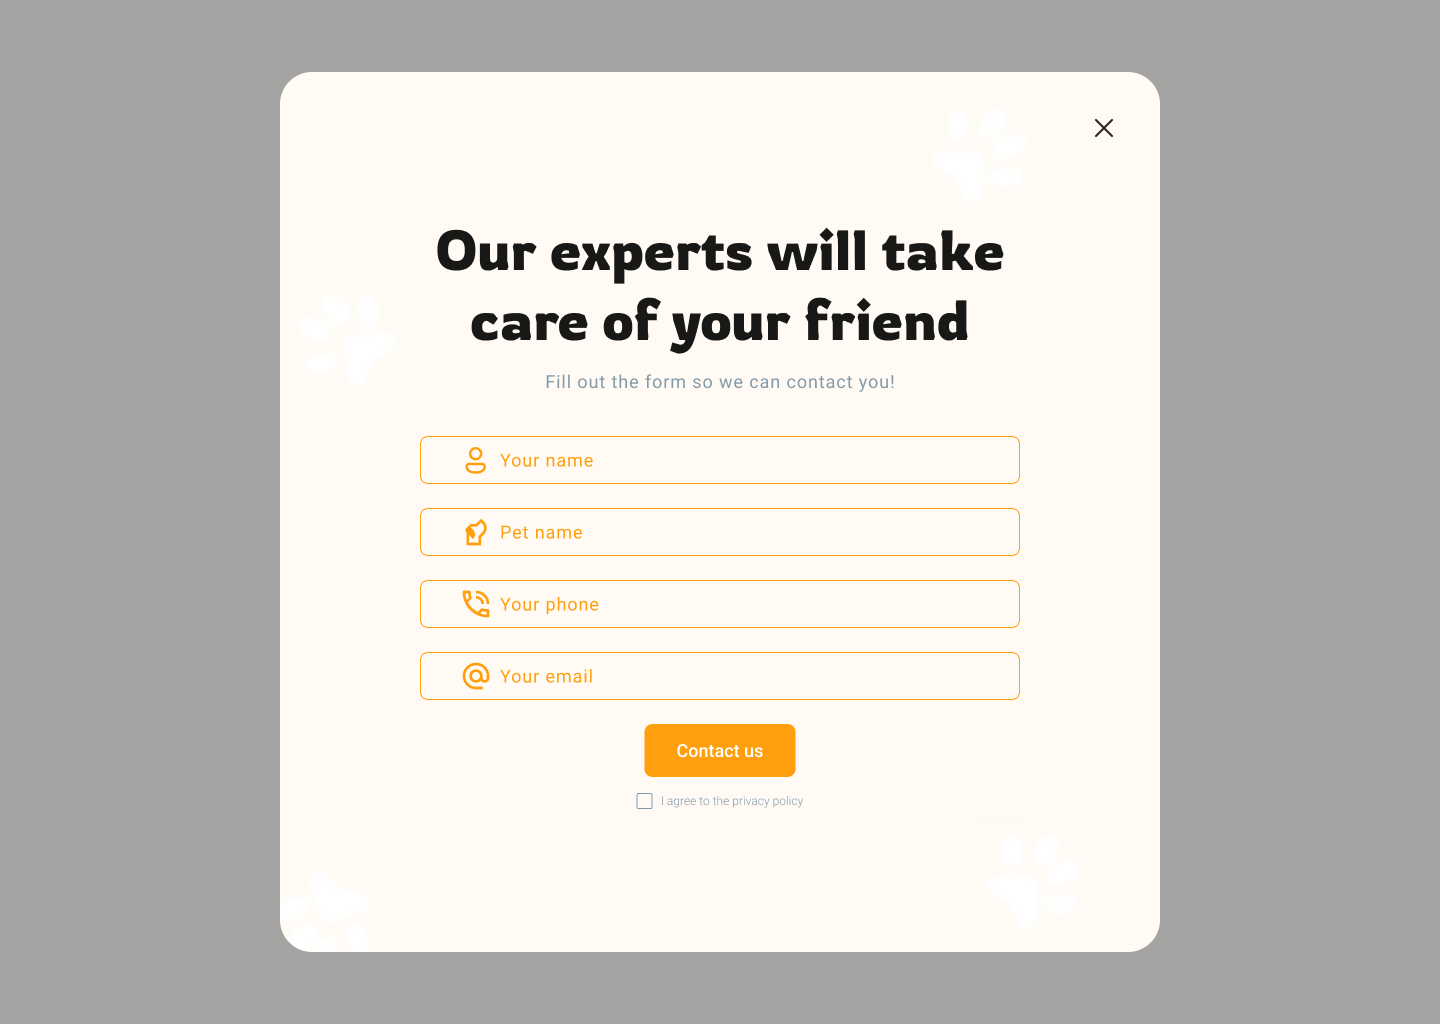 Our experts will take
care of your friend
Fill out the form so we can contact you!
Your name
Pet name
Your phone
Your email
Contact us
I agree to the privacy policy